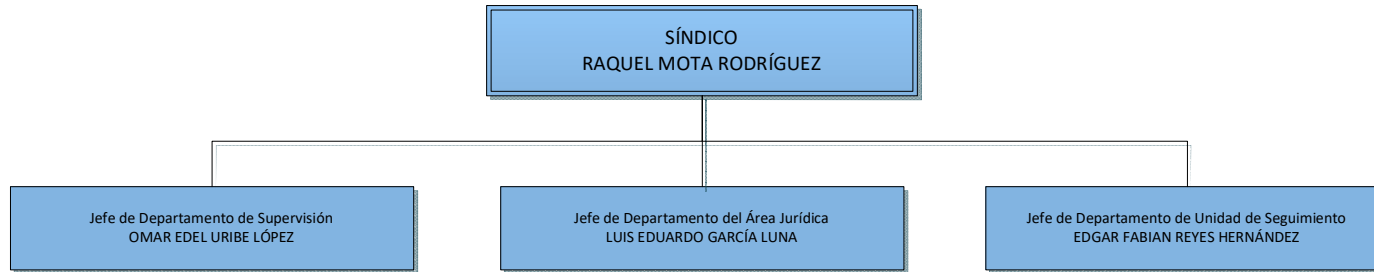 SÍNDICO
RAQUEL MOTA RODRÍGUEZ
Jefe de Departamento de Supervisión
OMAR EDEL URIBE LÓPEZ
Jefe de Departamento del Área Jurídica
LUIS EDUARDO GARCÍA LUNA
Jefe de Departamento de Unidad de Seguimiento
EDGAR FABIAN REYES HERNÁNDEZ